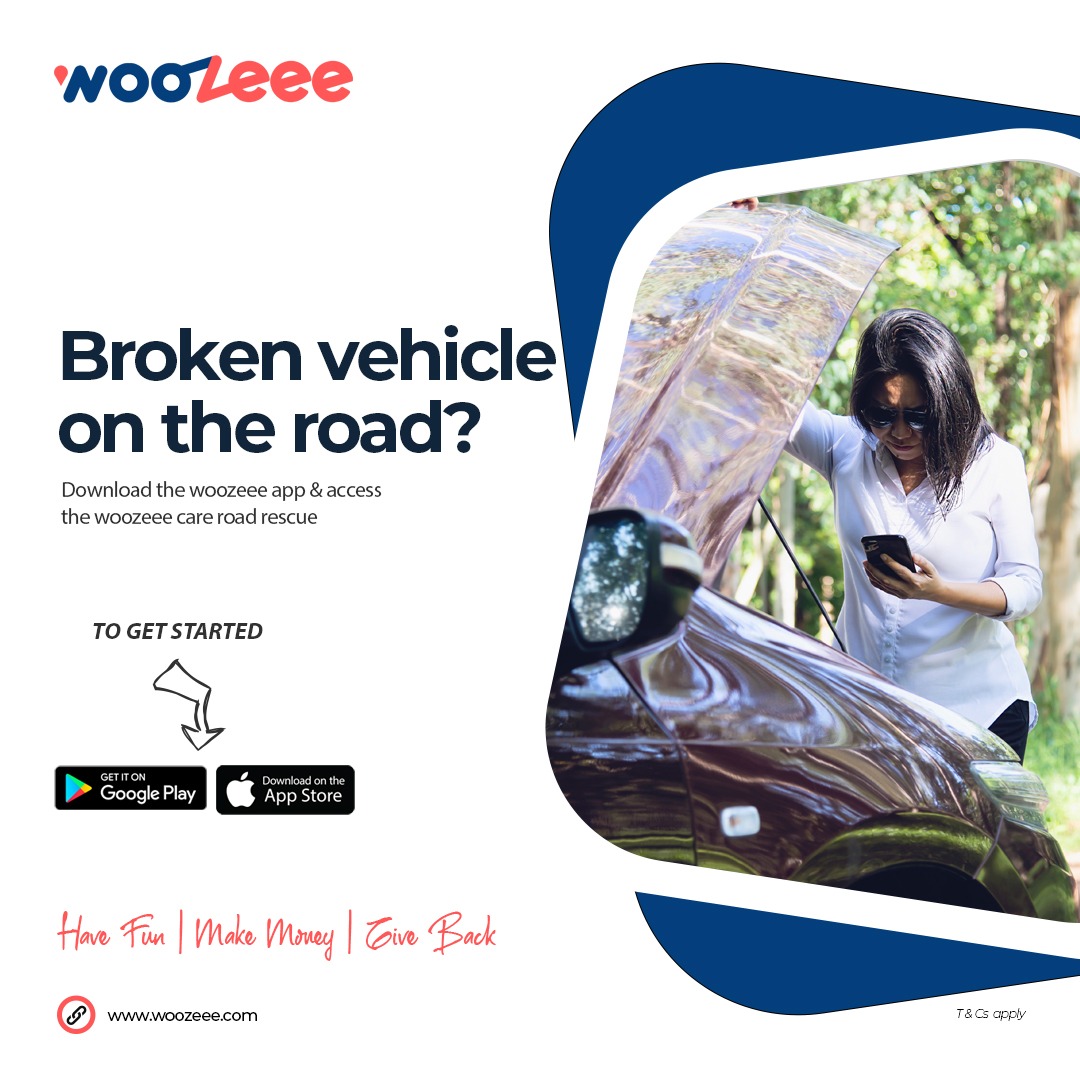 woozeee
Broken vehicle
on the road?
Download the woozeee app & access
the woozeee care road rescue
TO GET STARTED
GET IT ON
Google Play
Download on the
App Store
Have Fun | Make Money | Give Back
www.woozeee.com
T & Cs apply